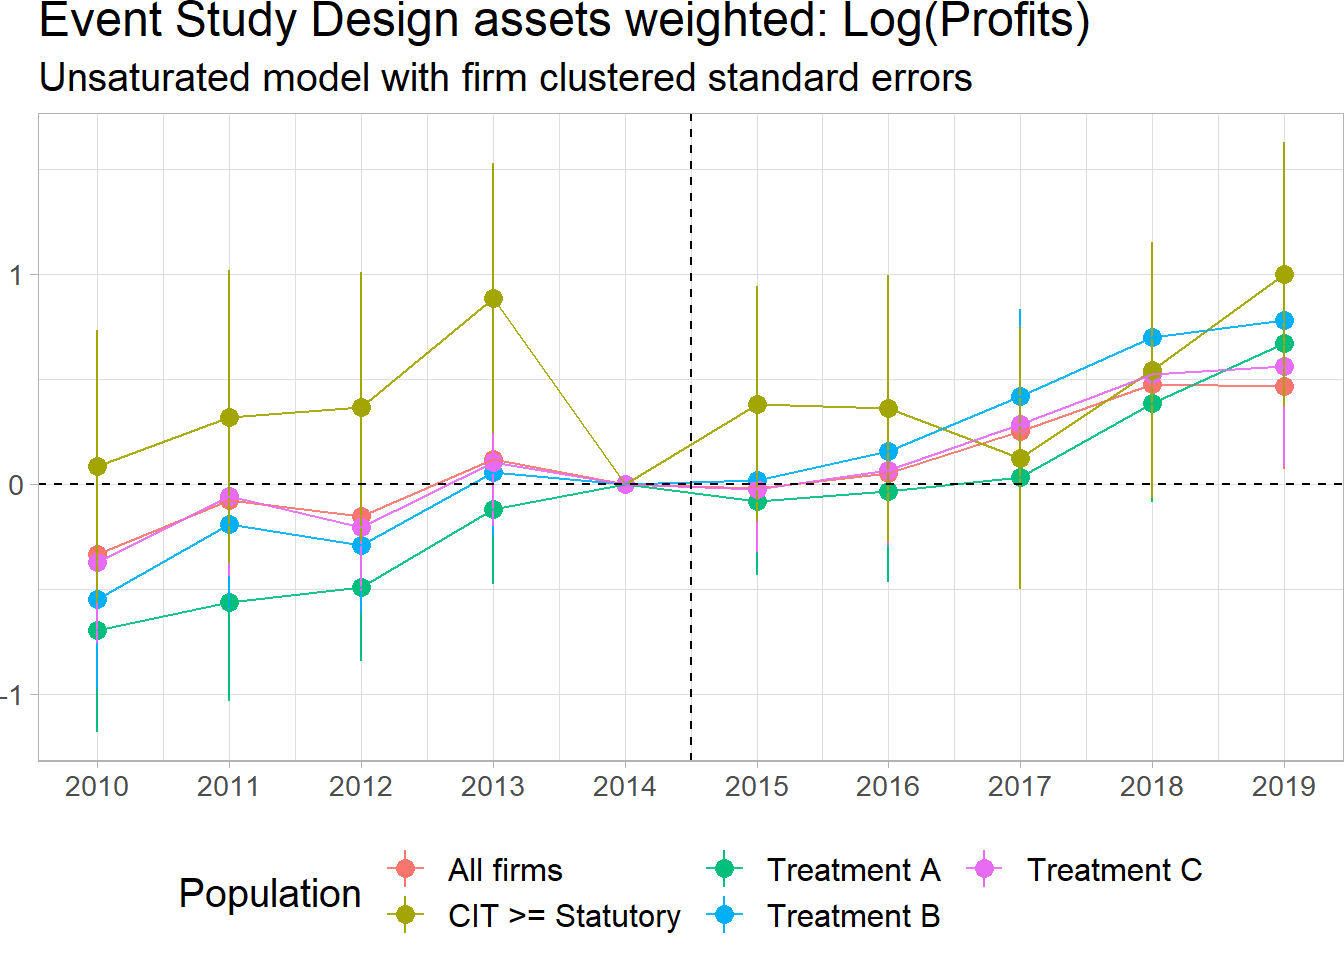 Event Study Design assets weighted: Log(Profits)
Unsaturated model with firm clustered standard errors
1
0
-1
2010 2011 2012 2013 2014 2015 2016 2017 2018 2019
Population
All firms
CIT >= Statutory
Treatment A
Treatment B
Treatment C